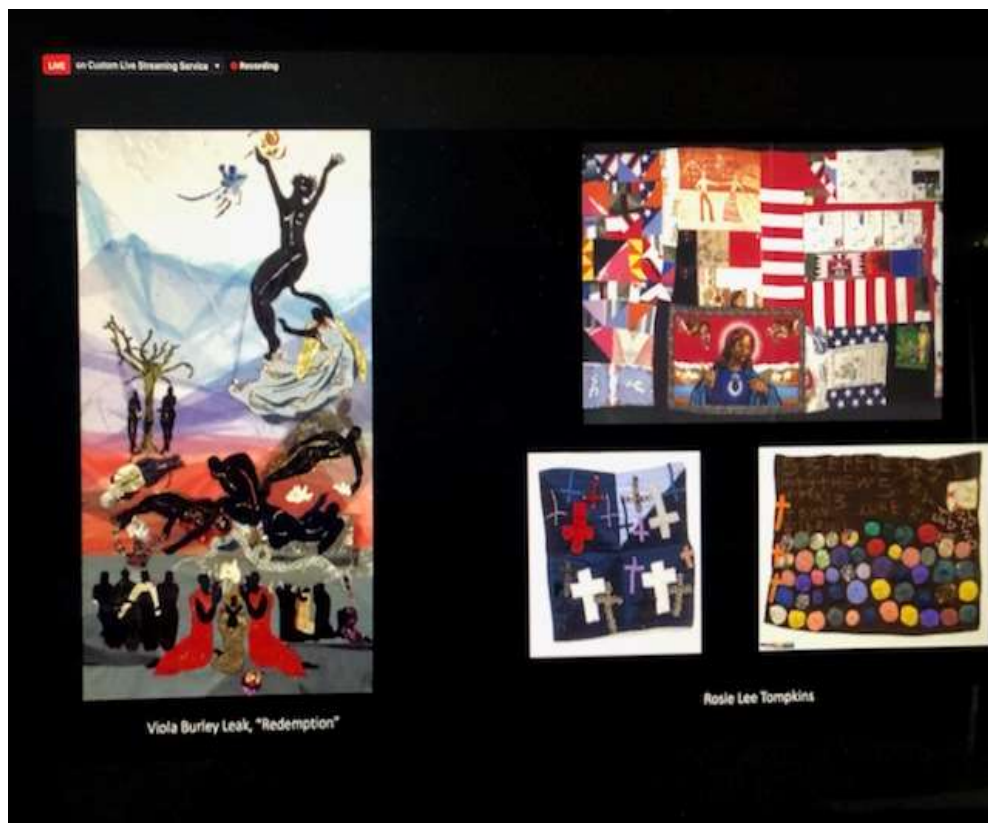 LIVE on Custom Live Streaming Service Recording
Viola Burley Leak, "Redemption"
Rosie Lee Tompkins